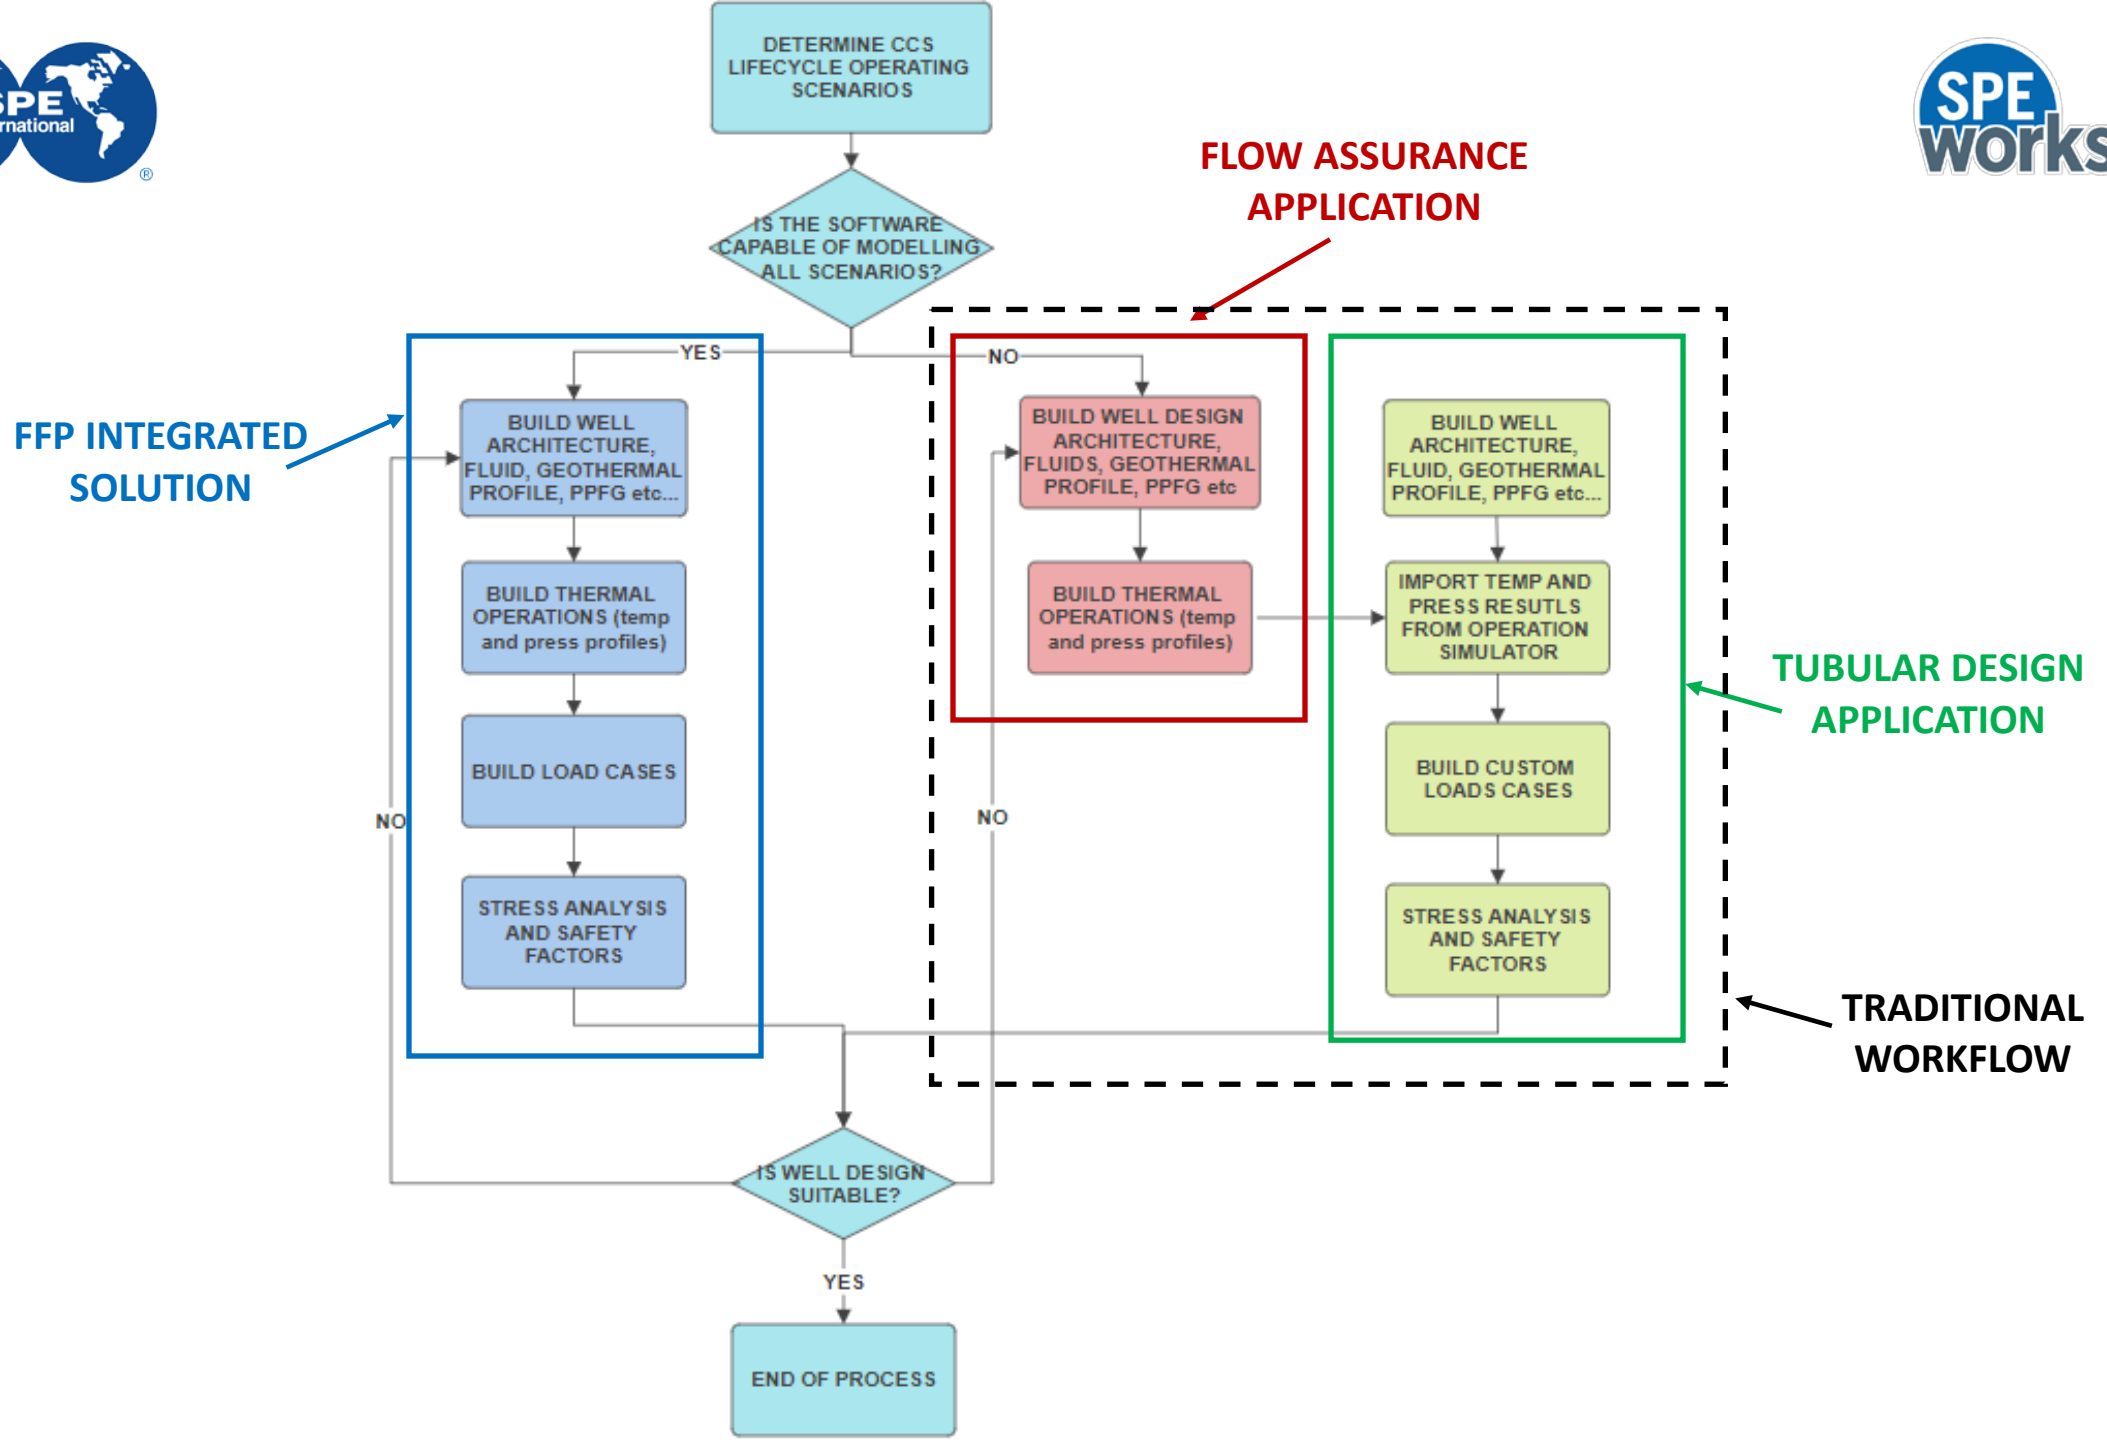 SPE
rnational
®
SPE
works
DETERMINE CCS
LIFECYCLE OPERATING
SCENARIOS
IS THE SOFTWARE
CAPABLE OF MODELLING
ALL SCENARIOS?
FLOW ASSURANCE
APPLICATION
YES
NO
FFP INTEGRATED
SOLUTION
BUILD WELL
ARCHITECTURE,
FLUID, GEOTHERMAL
PROFILE, PPFG etc...
BUILD THERMAL
OPERATIONS (temp
and press profiles)
BUILD LOAD CASES
STRESS ANALYSIS
AND SAFETY
FACTORS
NO
BUILD WELL DESIGN
ARCHITECTURE,
FLUIDS, GEOTHERMAL
PROFILE, PPFG etc
BUILD THERMAL
OPERATIONS (temp
and press profiles)
NO
BUILD WELL
ARCHITECTURE,
FLUID, GEOTHERMAL
PROFILE, PPFG etc...
IMPORT TEMP AND
PRESS RESUTLS
FROM OPERATION
SIMULATOR
BUILD CUSTOM
LOADS CASES
STRESS ANALYSIS
AND SAFETY
FACTORS
TUBULAR DESIGN
APPLICATION
TRADITIONAL
WORKFLOW
IS WELL DESIGN
SUITABLE?
YES
END OF PROCESS